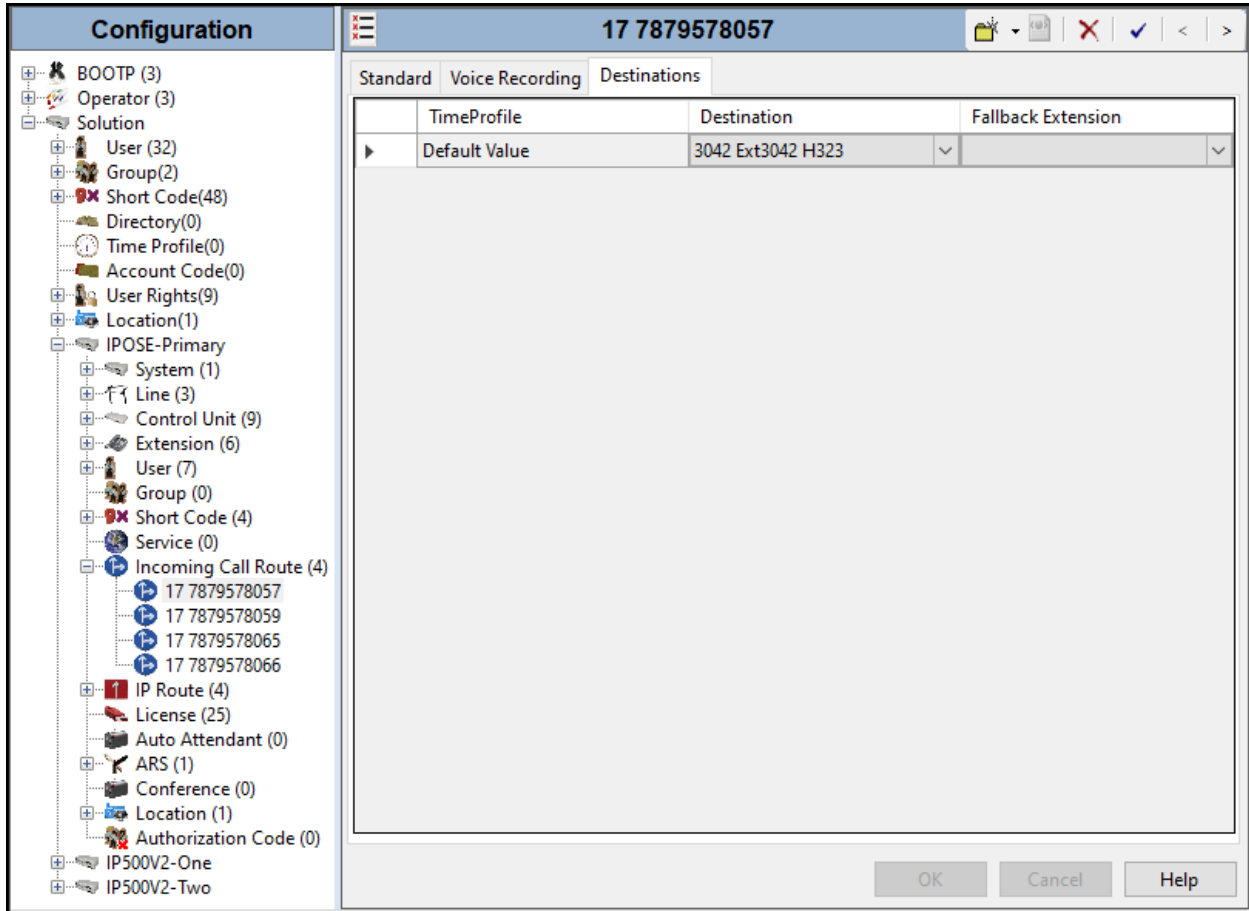 Configuration
BOOTP (3)
Operator (3)
Solution
User (32)
Group(2)
Short Code(48)
Directory(0)
Time Profile(0)
Account Code(0)
User Rights(9)
Location(1)
IPOSE-Primary
System (1)
Line (3)
Control Unit (9)
Extension (6)
User (7)
Group (0)
Short Code (4)
Service (0)
Incoming Call Route (4)
17 7879578057
17 7879578059
17 7879578065
17 7879578066
IP Route (4)
License (25)
Auto Attendant (0)
ARS (1)
Conference (0)
Location (1)
Authorization Code (0)
IP500V2-One
IP500V2-Two
17 7879578057
Standard Voice Recording Destinations
TimeProfile Destination Fallback Extension
Default Value 3042 Ext3042 H323
OK Cancel Help